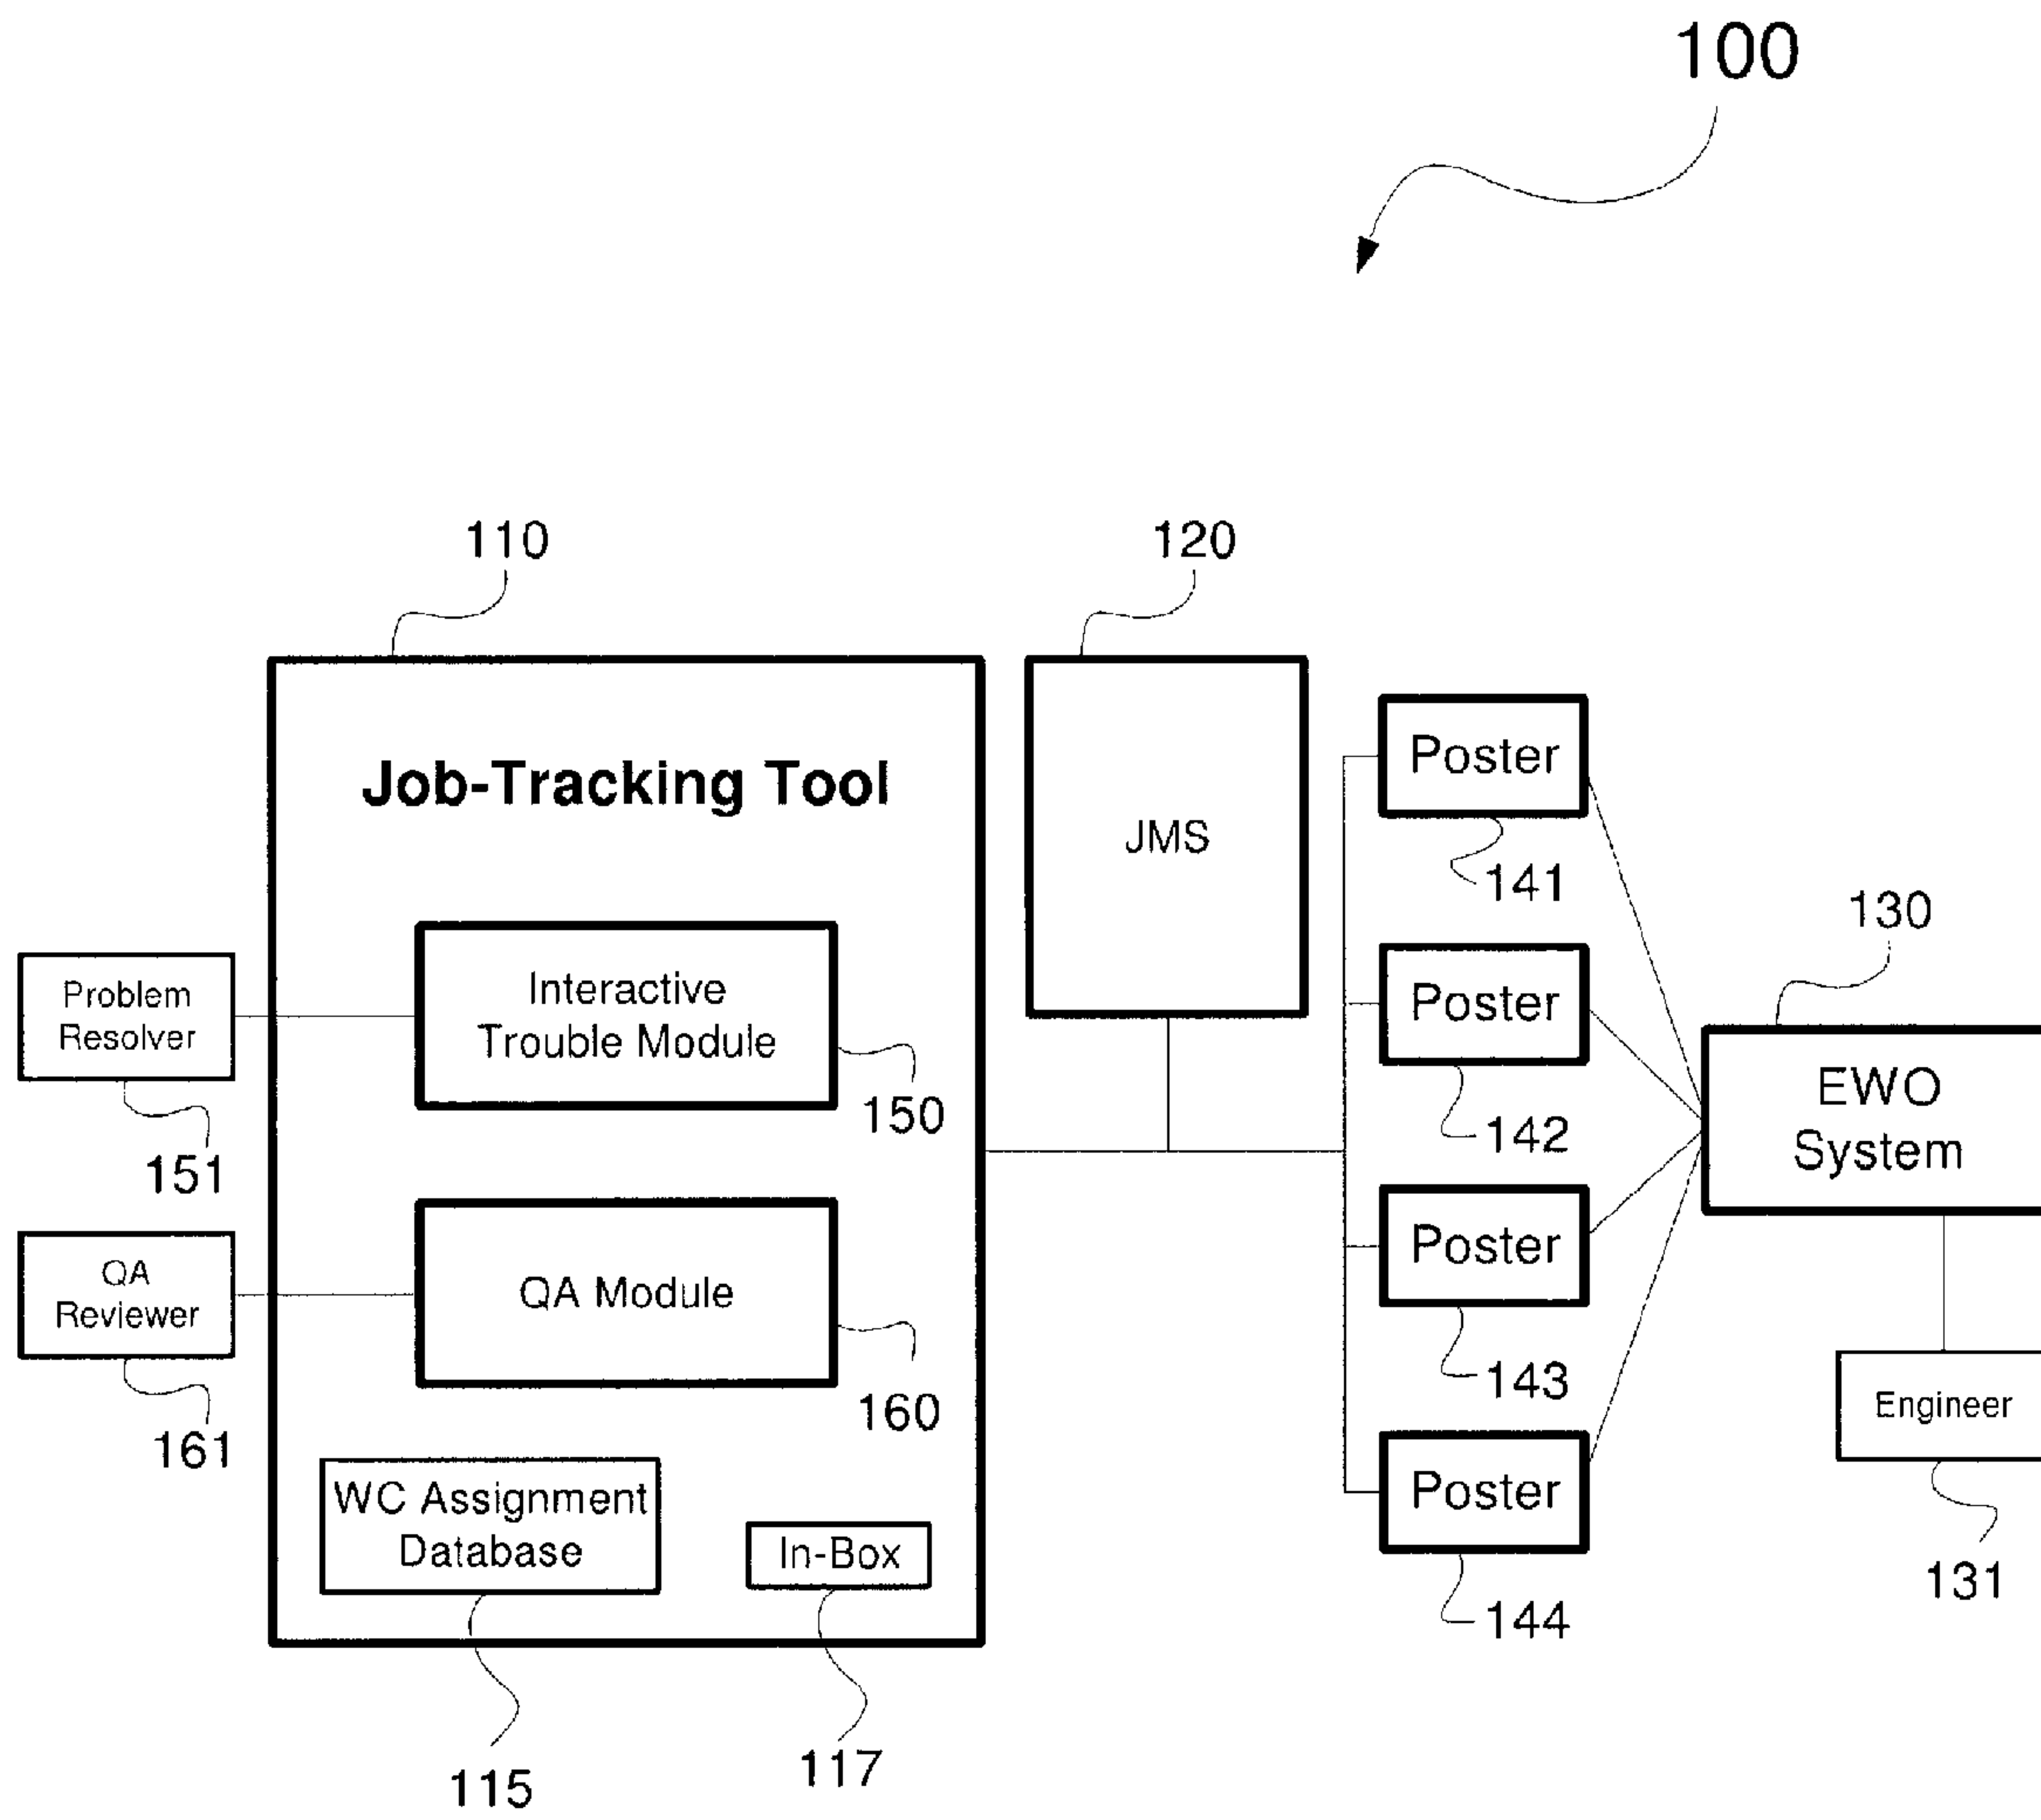 100
110
120
Job-Tracking Tool
JMS
Poster
141
130
Problem
Resolver
151
Interactive
Trouble Module
150
Poster
142
EWO
System
QA
Reviewer
161
QA Module
160
Poster
143
Engineer
131
WC Assignment
Database
115
In-Box
117
Poster
144